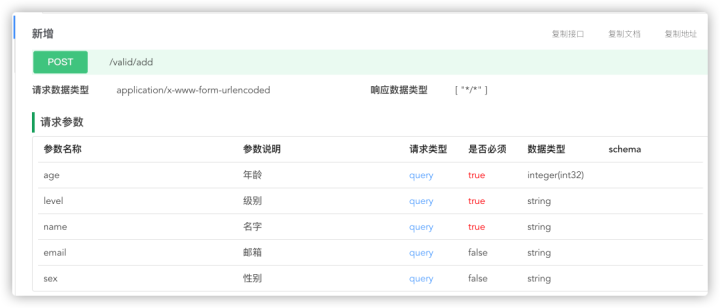 新增 复制接口 复制文档 复制地址
POST /valid/add
请求数据类型 application/x-www-form-urlencoded 响应数据类型 [ "*/*" ]
请求参数
参数名称 参数说明 请求类型 是否必须 数据类型 schema
age 年龄 query true integer(int32)
level 级别 query true string
name 名字 query true string
email 邮箱 query false string
sex 性别 query false string